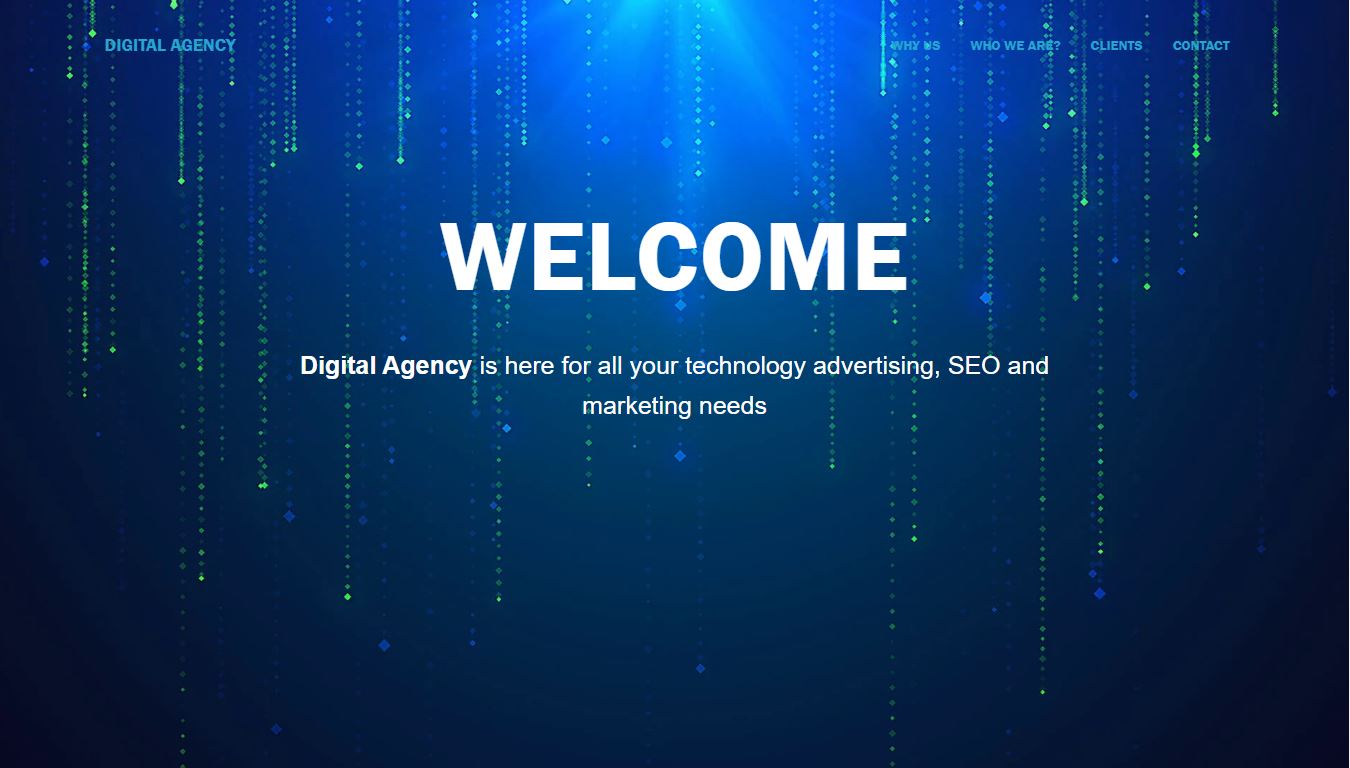 DIGITAL AGENCY
WHY US WHO WE ARE? CLIENTS CONTACT
WELCOME
Digital Agency is here for all your technology advertising, SEO and
marketing needs